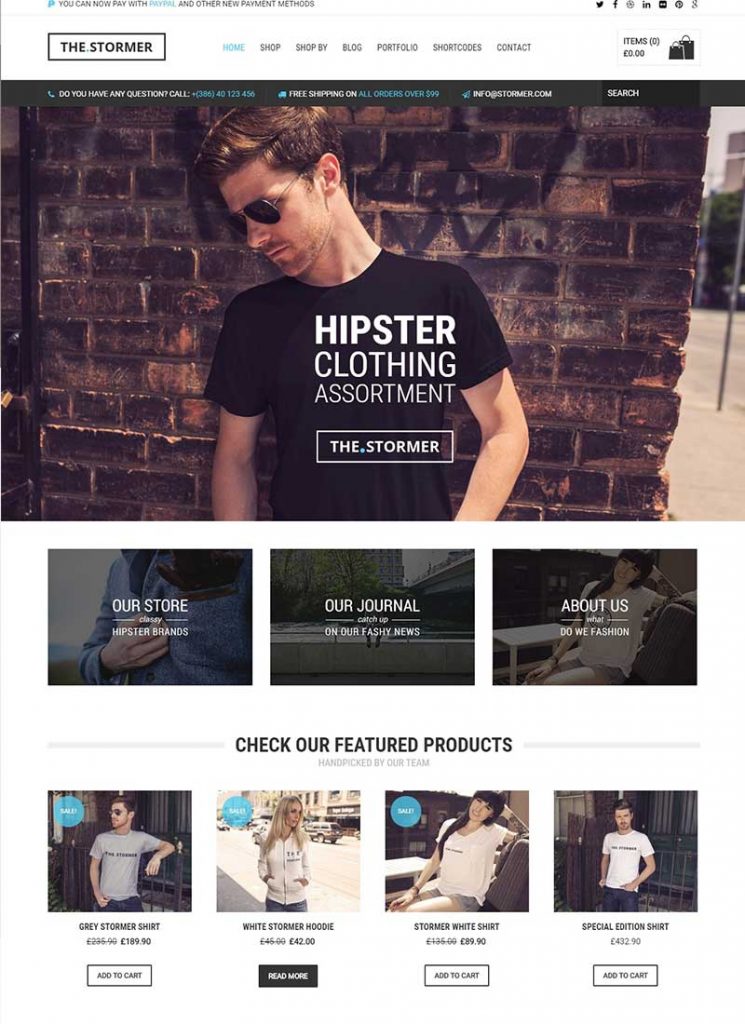 YOU CAN NOW PAY WITH PAYPAL AND OTHER NEW PAYMENT METHODS
THE.STORMER
HOME SHOP SHOP BY BLOG PORTFOLIO SHORTCODES CONTACT
ITEMS (0)
£0.00
DO YOU HAVE ANY QUESTION? CALL: +(386) 40 123 456 FREE SHIPPING ON ALL ORDERS OVER $99 INFO@STORMER.COM SEARCH
HIPSTER
CLOTHING
ASSORTMENT
THE.STORMER
OUR STORE
classy
HIPSTER BRANDS
OUR JOURNAL
catch up
ON OUR FASHY NEWS
ABOUT US
what
DO WE FASHION
CHECK OUR FEATURED PRODUCTS
HANDPICKED BY OUR TEAM
SALE!
THE.STORMER
GREY STORMER SHIRT
£235.90 £189.90
ADD TO CART
SALE!
WHITE STORMER HOODIE
£45.00 £42.00
READ MORE
SALE!
STORMER WHITE SHIRT
£135.00 £89.90
ADD TO CART
THE.STORMER
SPECIAL EDITION SHIRT
£432.90
ADD TO CART